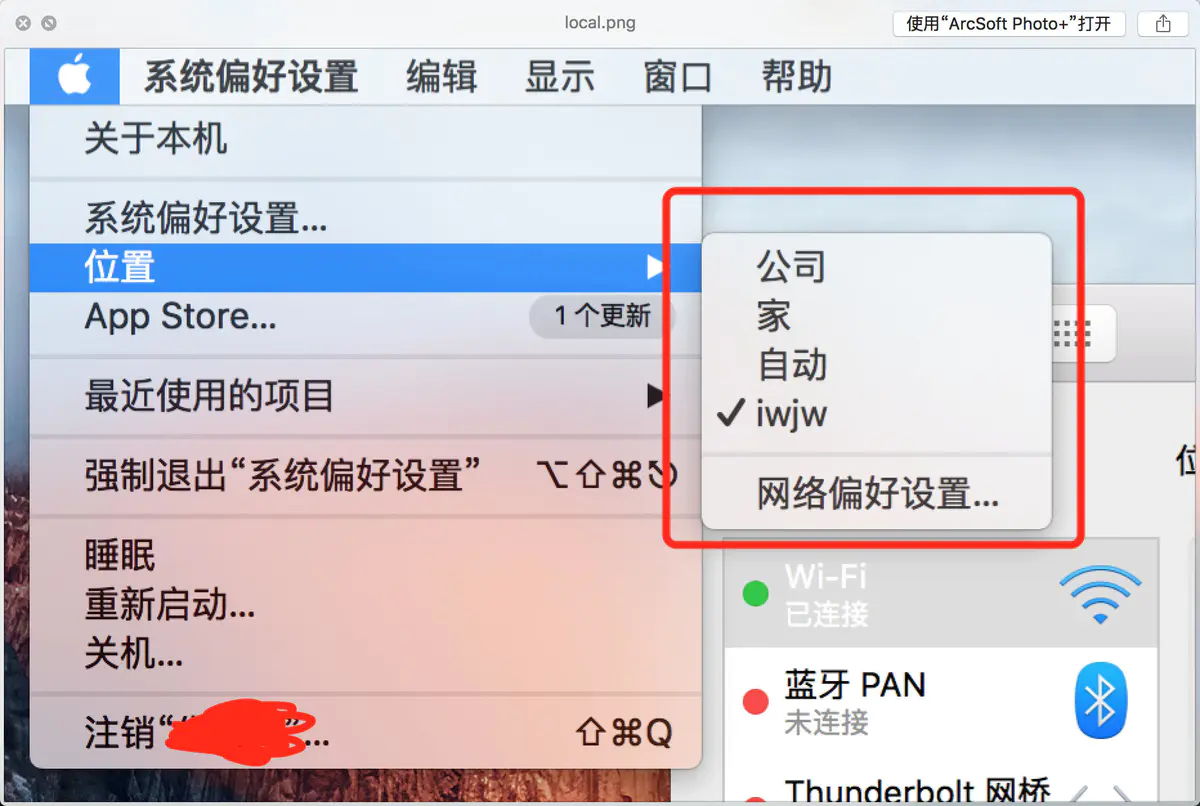 local.png
使用“ArcSoft Photo+”打开
系统偏好设置 编辑 显示 窗口 帮助
关于本机
系统偏好设置...
位置
App Store... 1 个更新
最近使用的项目
强制退出“系统偏好设置” ⌥⇧⌘⎋
睡眠
重新启动...
关机...
注销“ ”... ⇧⌘Q
公司
家
自动
✓ iwjw
网络偏好设置...
Wi-Fi
已连接
蓝牙 PAN
未连接
Thunderbolt 网桥